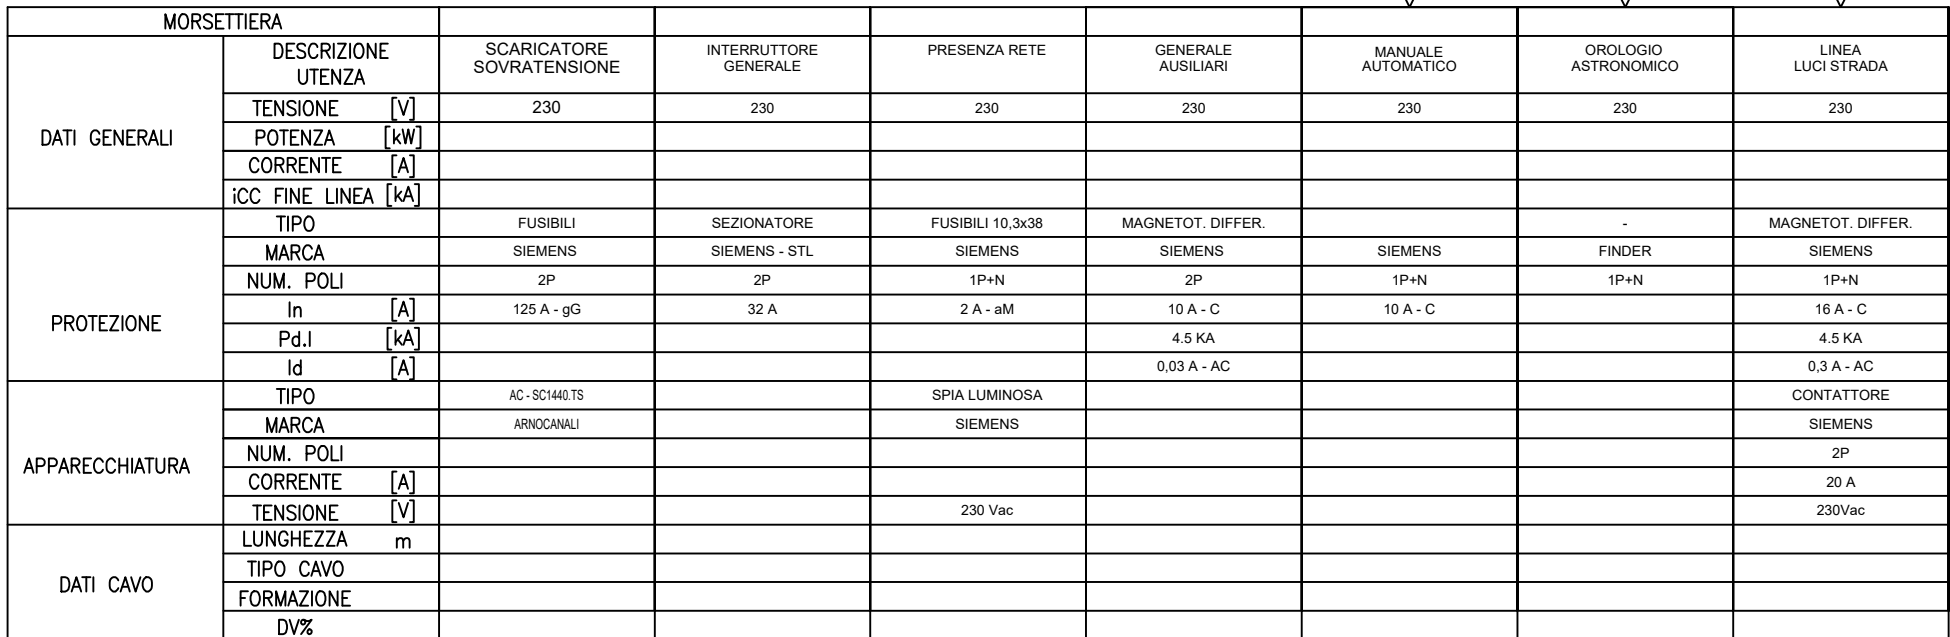 MORSETTIERA
DATI GENERALI
DESCRIZIONE UTENZA SCARICATORE SOVRATENSIONE INTERRUTTORE GENERALE PRESENZA RETE GENERALE AUSILIARI MANUALE AUTOMATICO OROLOGIO ASTRONOMICO LINEA LUCI STRADA
TENSIONE [V] 230 230 230 230 230 230 230
POTENZA [kW]
CORRENTE [A]
iCC FINE LINEA [kA]
PROTEZIONE
TIPO FUSIBILI SEZIONATORE FUSIBILI 10,3x38 MAGNETOT. DIFFER. - MAGNETOT. DIFFER.
MARCA SIEMENS SIEMENS - STL SIEMENS SIEMENS SIEMENS FINDER SIEMENS
NUM. POLI 2P 2P 1P+N 2P 1P+N 1P+N 1P+N
In [A] 125 A - gG 32 A 2 A - aM 10 A - C 10 A - C 16 A - C
Pd.I [kA] 4.5 KA 4.5 KA
Id [A] 0,03 A - AC 0,3 A - AC
APPARECCHIATURA
TIPO AC - SC1440.TS SPIA LUMINOSA CONTATTORE
MARCA ARNOCANALI SIEMENS SIEMENS
NUM. POLI 2P
CORRENTE [A] 20 A
TENSIONE [V] 230 Vac 230Vac
DATI CAVO
LUNGHEZZA m
TIPO CAVO
FORMAZIONE
DV%